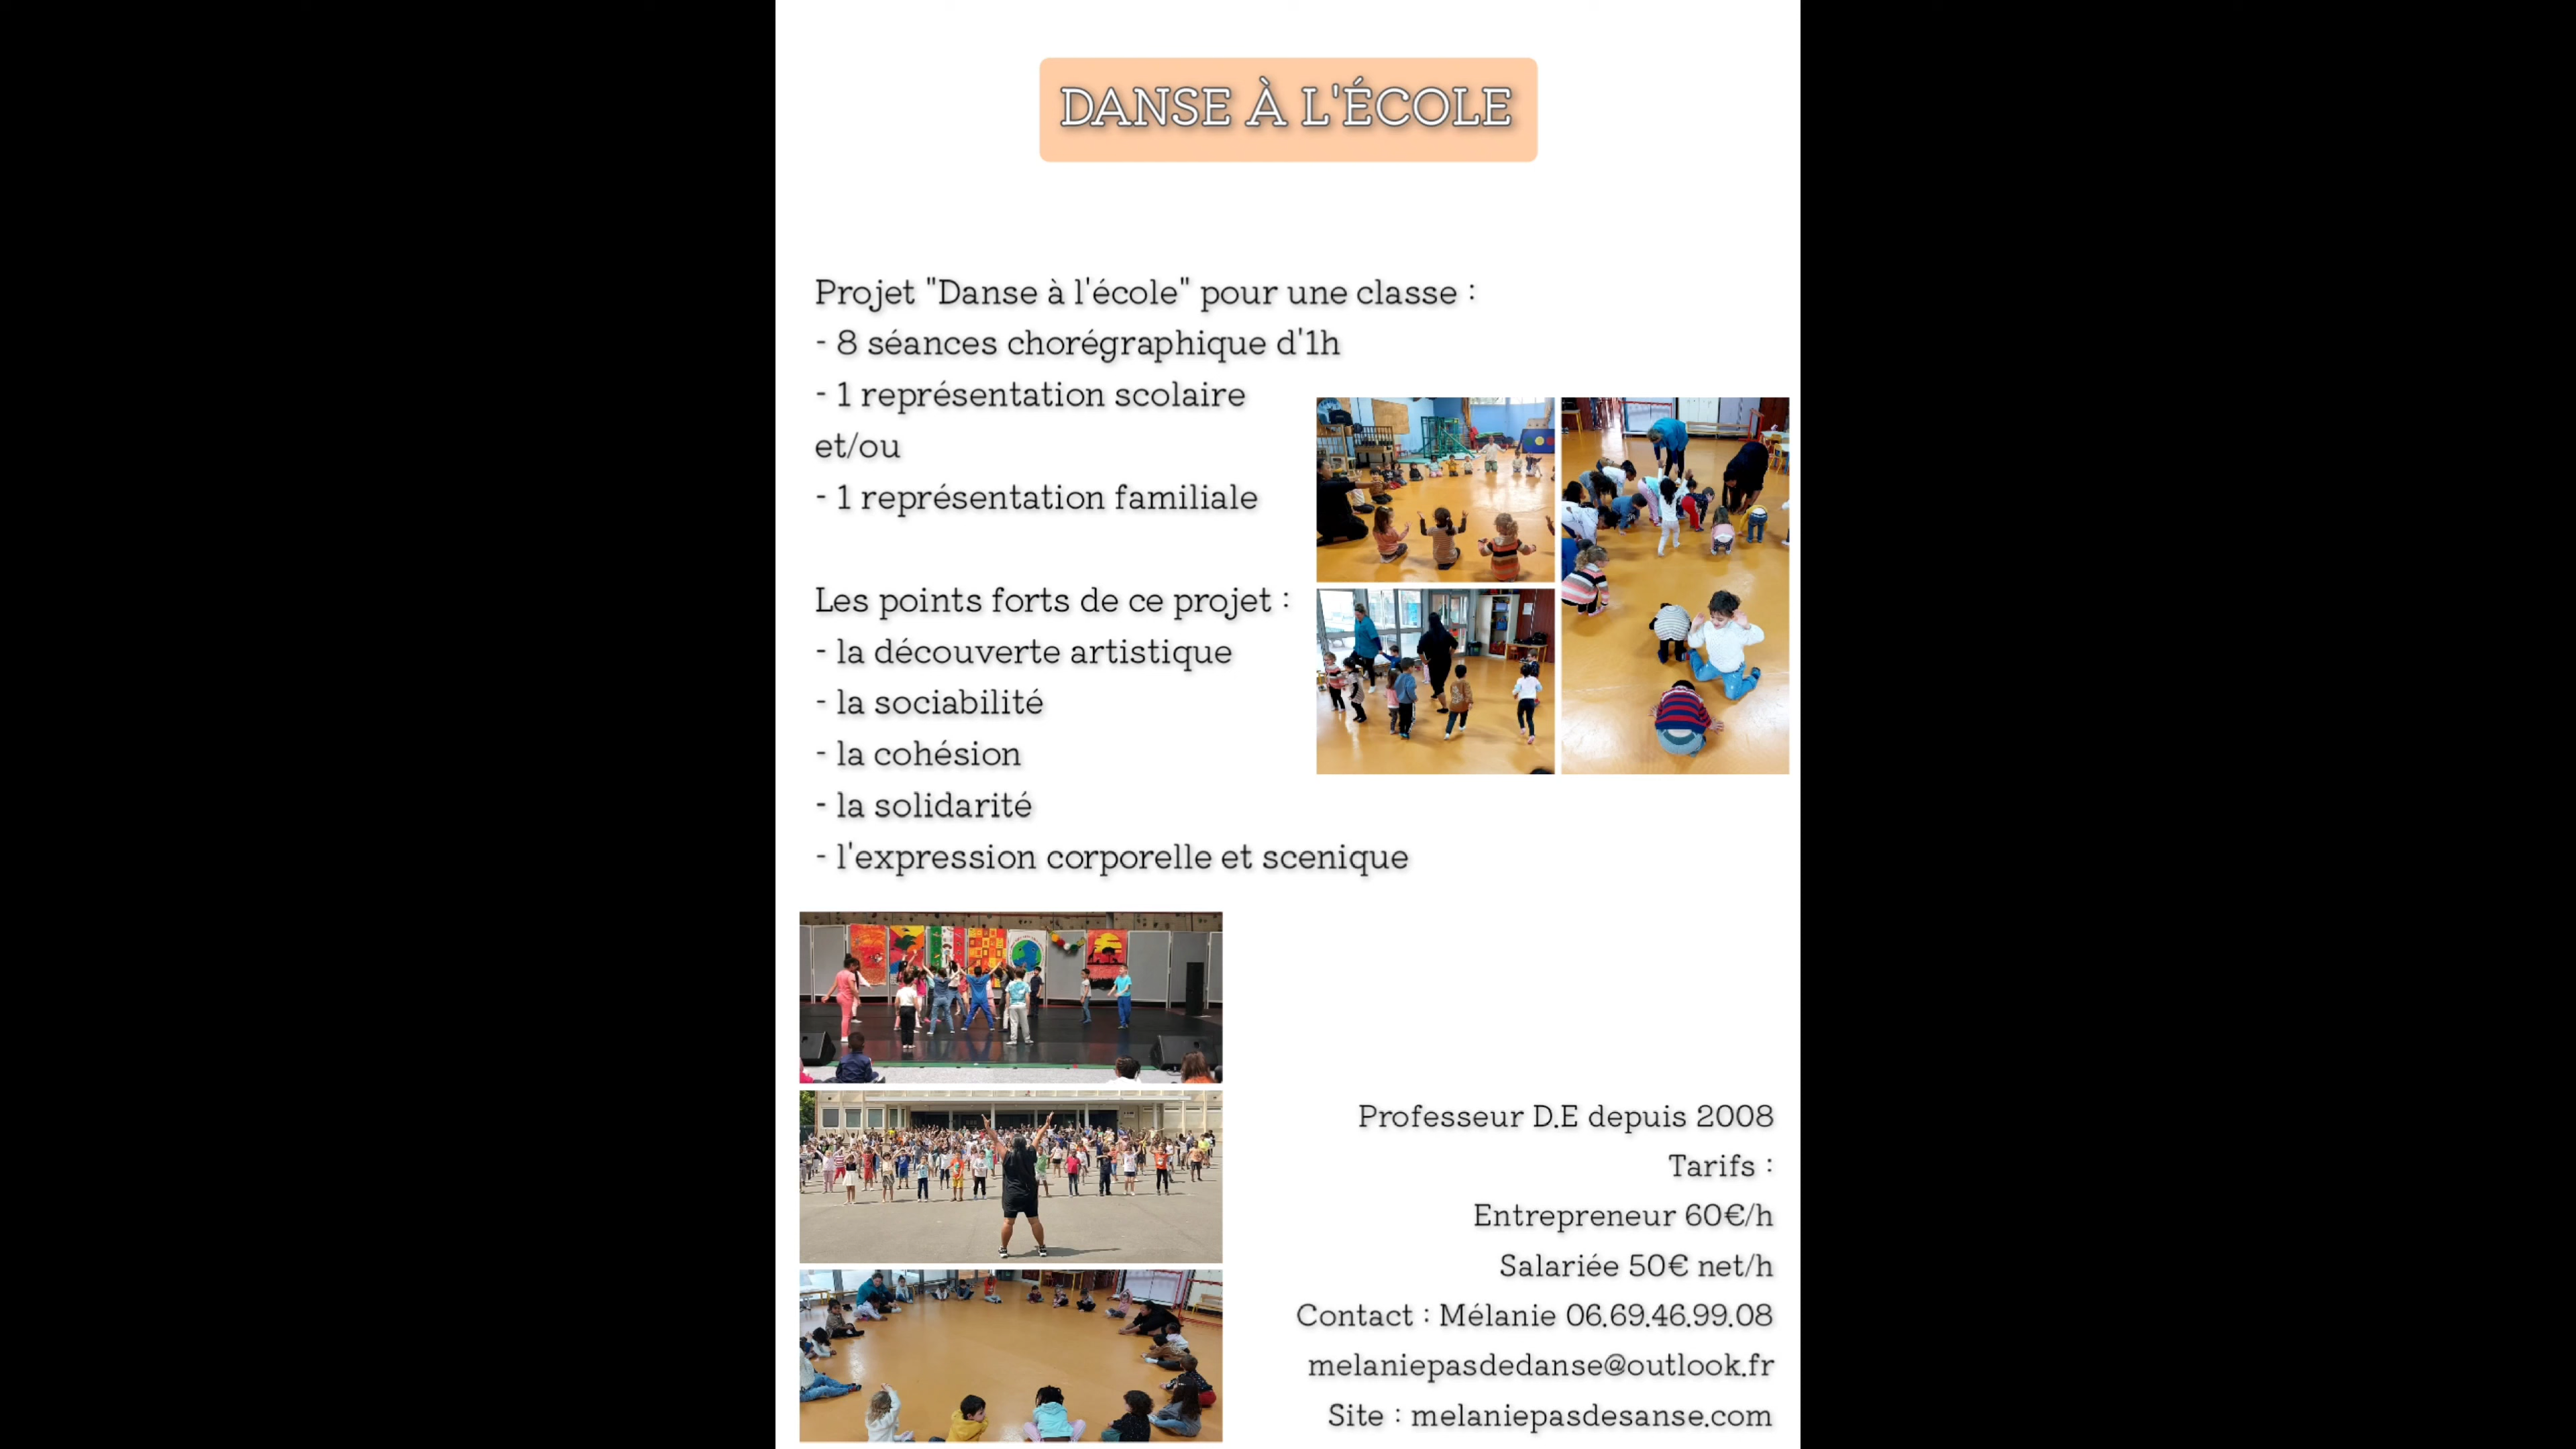 DANSE À L'ÉCOLE
Projet "Danse à l'école" pour une classe :
- 8 séances chorégraphique d'1h
- 1 représentation scolaire
et/ou
- 1 représentation familiale
Les points forts de ce projet :
- la découverte artistique
- la sociabilité
- la cohésion
- la solidarité
- l'expression corporelle et scenique
Professeur D.E depuis 2008
Tarifs :
Entrepreneur 60€/h
Salariée 50€ net/h
Contact : Mélanie 06.69.46.99.08
melaniepasdedanse@outlook.fr
Site : melaniepasdesanse.com